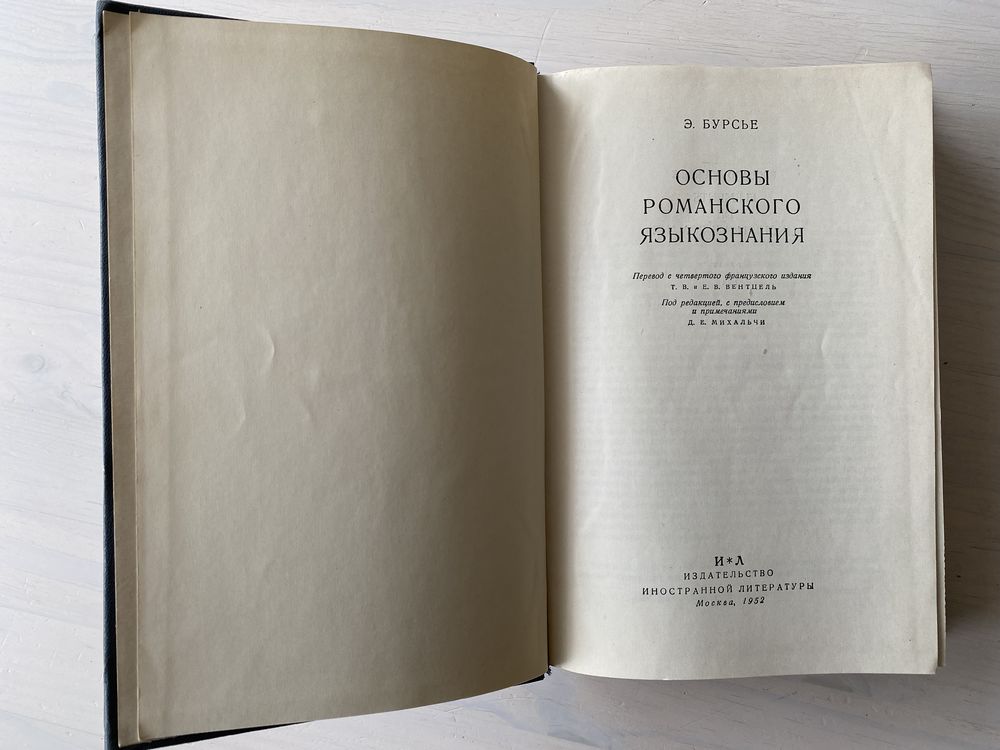 Э. БУРСЬЕ
ОСНОВЫ
РОМАНСКОГО
ЯЗЫКОЗНАНИЯ
Перевод с четвертого французского издания
Т. В. и Е. В. ВЕНТЦЕЛЬ
Под редакцией, с предисловием
и примечаниями
Д. Е. МИХАЛЬЧИ
И*Л
ИЗДАТЕЛЬСТВО
ИНОСТРАННОЙ ЛИТЕРАТУРЫ
Москва, 1952